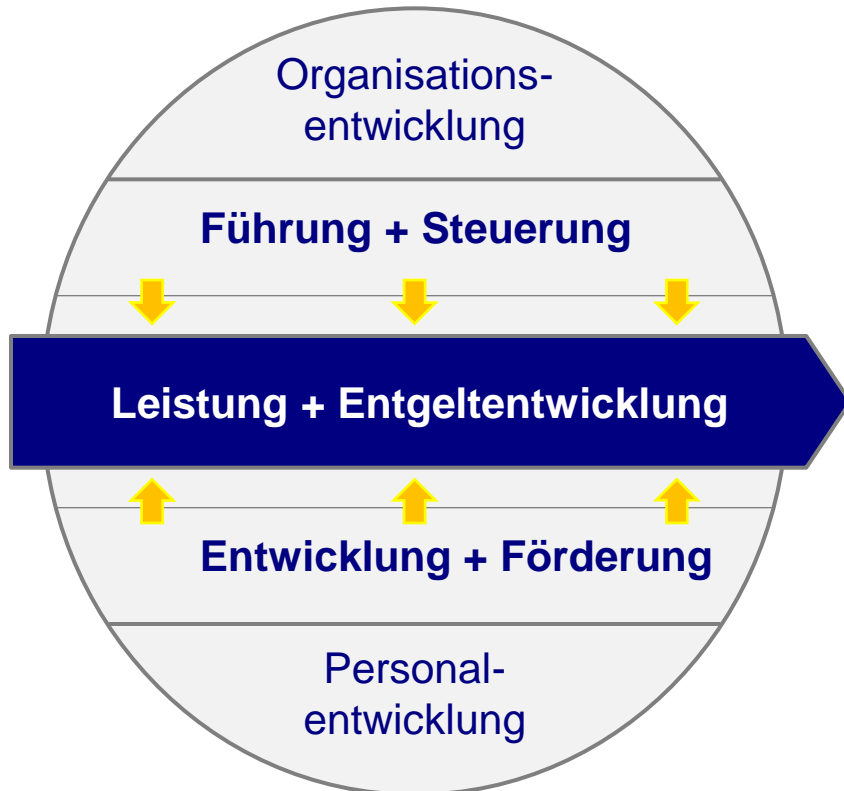 Organisations-
entwicklung
Führung + Steuerung
Leistung + Entgeltentwicklung
Entwicklung + Förderung
Personal-
entwicklung